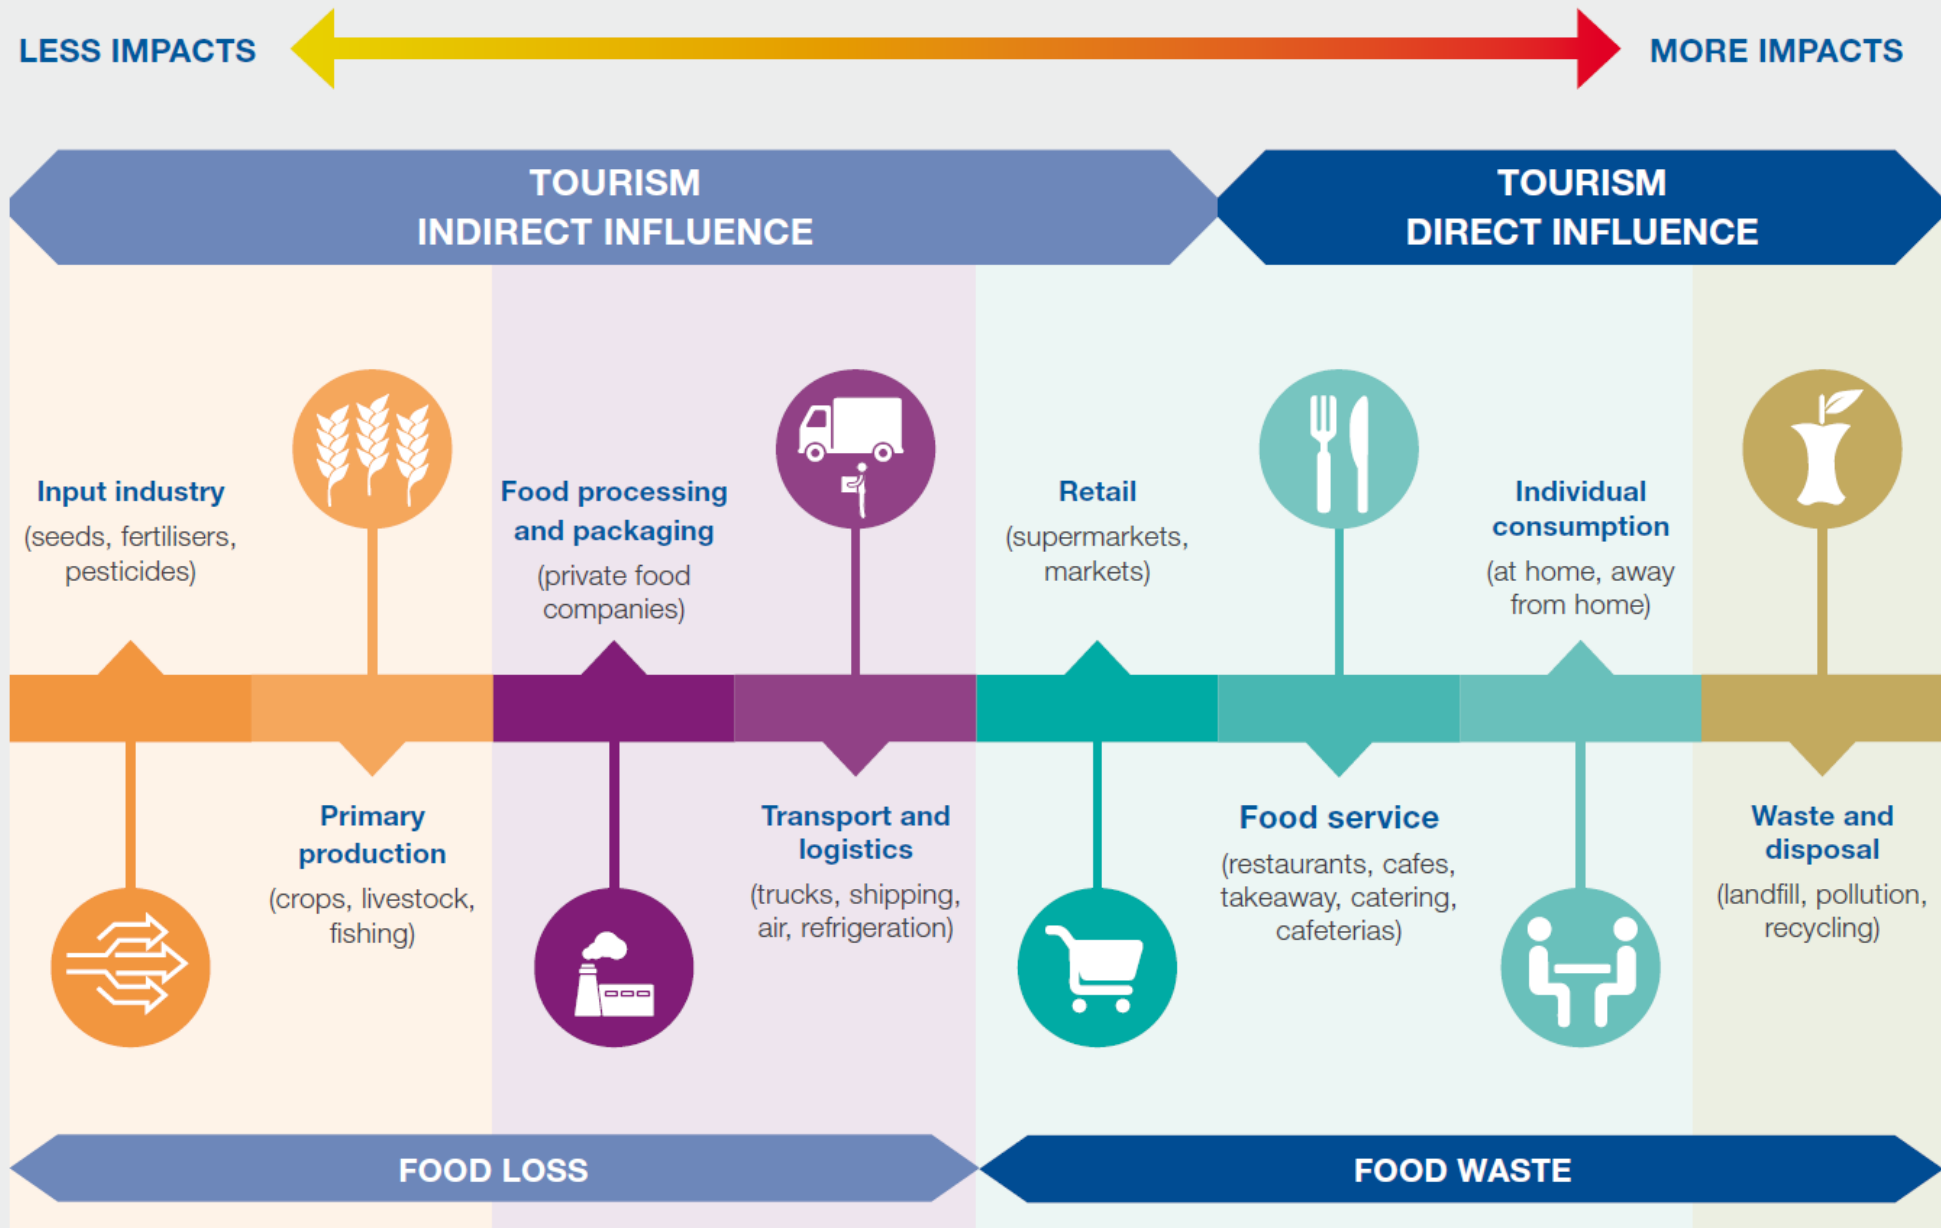 LESS IMPACTS
MORE IMPACTS
TOURISM
INDIRECT INFLUENCE
TOURISM
DIRECT INFLUENCE
Input industry
(seeds, fertilisers,
pesticides)
Primary
production
(crops, livestock,
fishing)
Food processing
and packaging
(private food
companies)
Transport and
logistics
(trucks, shipping,
air, refrigeration)
Retail
(supermarkets,
markets)
Food service
(restaurants, cafes,
takeaway, catering,
cafeterias)
Individual
consumption
(at home, away
from home)
Waste and
disposal
(landfill, pollution,
recycling)
FOOD LOSS
FOOD WASTE